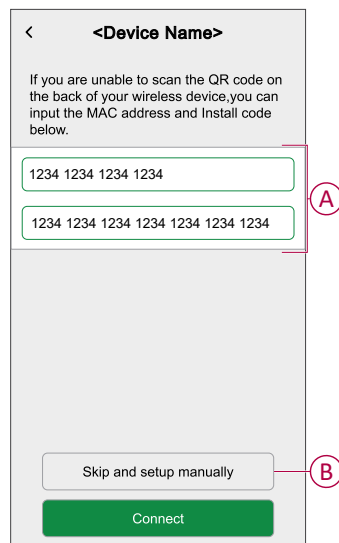 < <Device Name>
If you are unable to scan the QR code on
the back of your wireless device,you can
input the MAC address and Install code
below.
1234 1234 1234 1234
A
1234 1234 1234 1234 1234 1234 1234
Skip and setup manually
B
Connect